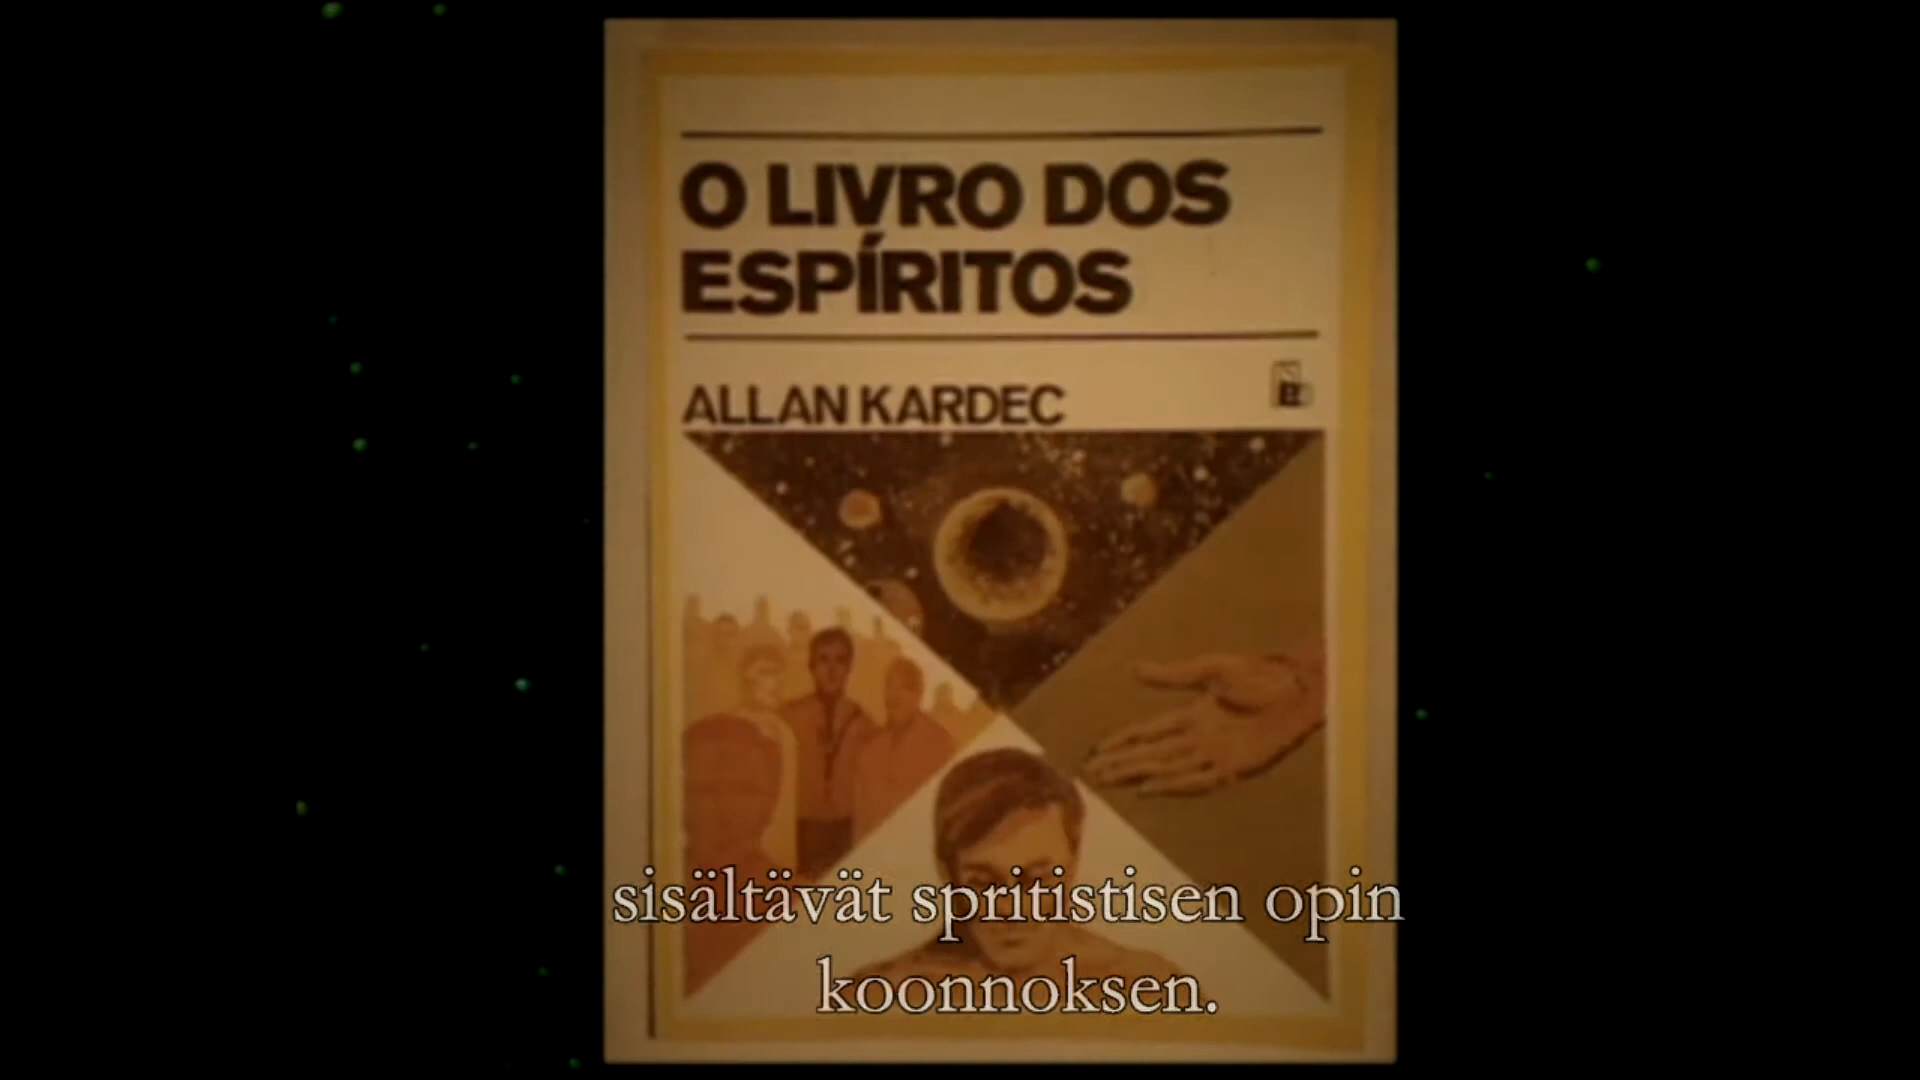 O LIVRO DOS
ESPÍRITOS
ALLAN KARDEC
sisältävät spritistisen opin
koonnoksen.